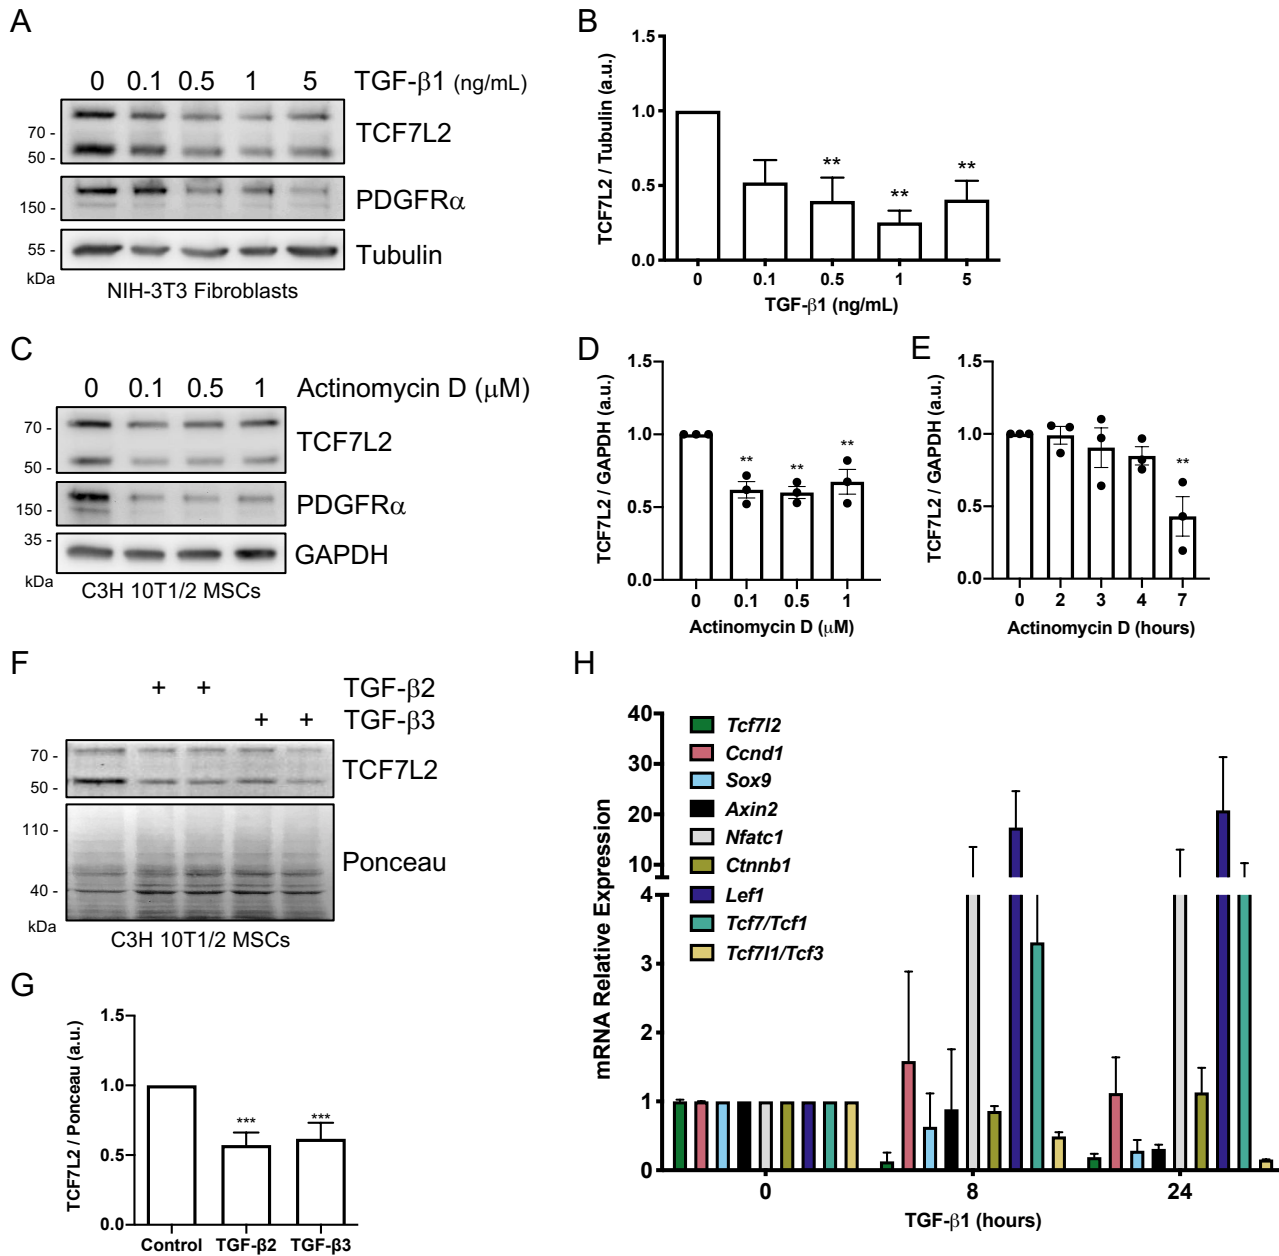 A
0 0.1 0.5 1 5 TGF-β1 (ng/mL)
70 -
50 -
TCF7L2
150 -
PDGFRα
55 -
Tubulin
kDa
NIH-3T3 Fibroblasts
B
TCF7L2 / Tubulin (a.u.)
1.5
1.0
0.5
0.0
** ** **
0 0.1 0.5 1 5
TGF-β1 (ng/mL)
C
0 0.1 0.5 1 Actinomycin D (μM)
70 -
50 -
TCF7L2
150 -
PDGFRα
35 -
GAPDH
kDa
C3H 10T1/2 MSCs
D
TCF7L2 / GAPDH (a.u.)
1.5
1.0
0.5
0.0
** ** **
0 0.1 0.5 1
Actinomycin D (μM)
E
TCF7L2 / GAPDH (a.u.)
1.5
1.0
0.5
0.0
**
0 2 3 4 7
Actinomycin D (hours)
F
+ + TGF-β2
+ + TGF-β3
70 -
50 -
TCF7L2
110 -
40 -
Ponceau
kDa
C3H 10T1/2 MSCs
G
TCF7L2 / Ponceau (a.u.)
1.5
1.0
0.5
0.0
*** ***
Control TGF-β2 TGF-β3
H
mRNA Relative Expression
40
30
20
10
4
3
2
1
0
Tcf7l2
Ccnd1
Sox9
Axin2
Nfatc1
Ctnnb1
Lef1
Tcf7/Tcf1
Tcf7l1/Tcf3
0 8 24
TGF-β1 (hours)